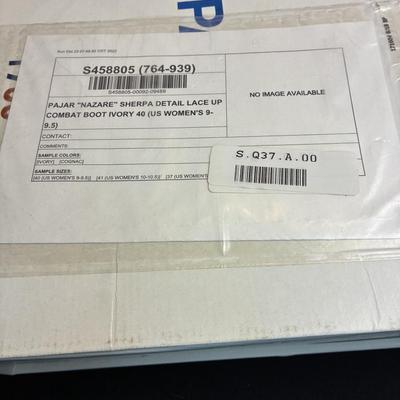 S458805 (764-939)
S458805-00092-09489
PAJAR "NAZARE" SHERPA DETAIL LACE UP
COMBAT BOOT IVORY 40 (US WOMEN'S 9-
9.5)
NO IMAGE AVAILABLE
CONTACT:
COMMENTS:
SAMPLE COLORS:
[IVORY] [COGNAC]
SAMPLE SIZES:
[40 (US WOMEN'S 9-9.5)] [41 (US WOMEN'S 10-10.5)] [37 (US WOMEN'S
S.Q37.A.00
PA